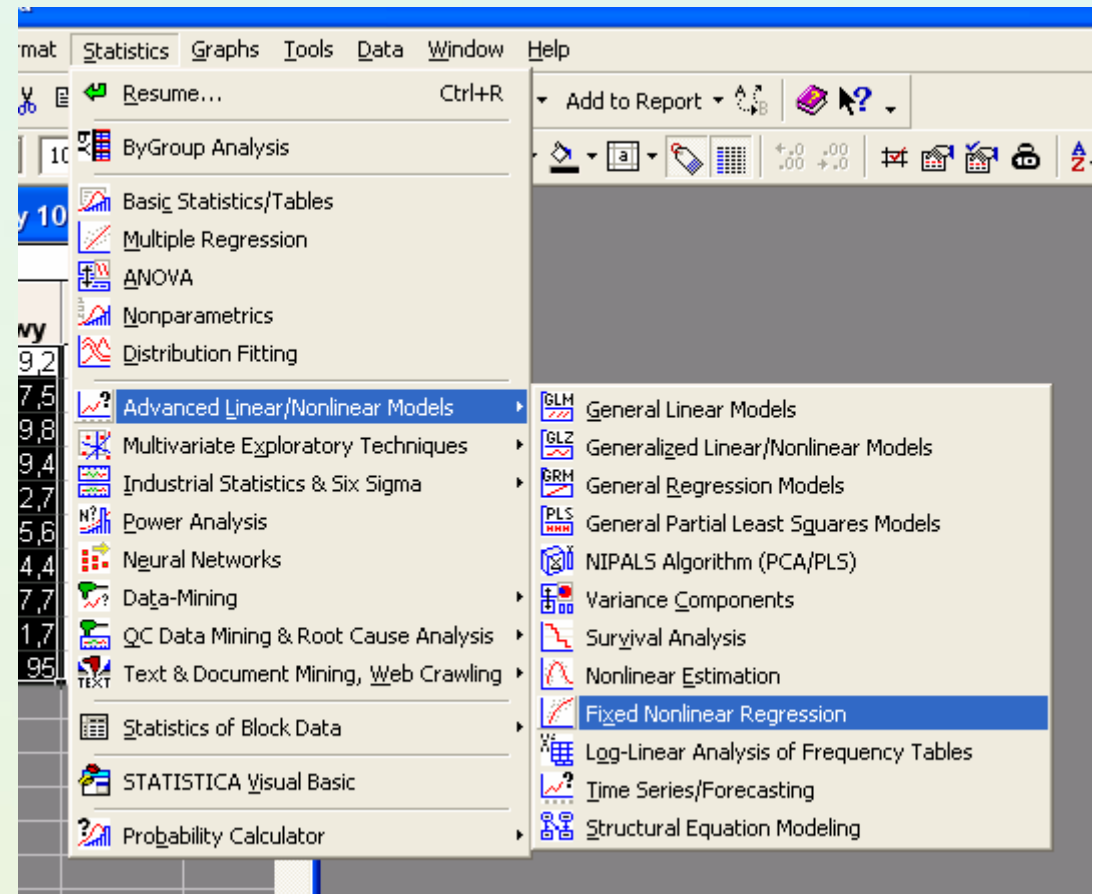 rmat Statistics Graphs Tools Data Window Help
Resume... Ctrl+R
Add to Report
ByGroup Analysis
10
Basic Statistics/Tables
y 10
Multiple Regression
ANOVA
Nonparametrics
wy
Distribution Fitting
9,2
7,5
Advanced Linear/Nonlinear Models
9,8
Multivariate Exploratory Techniques
9,4
Industrial Statistics & Six Sigma
2,7
Power Analysis
5,6
Neural Networks
4,4
Data-Mining
7,7
QC Data Mining & Root Cause Analysis
1,7
Text & Document Mining, Web Crawling
95
Statistics of Block Data
STATISTICA Visual Basic
Probability Calculator
GLM General Linear Models
GLZ Generalized Linear/Nonlinear Models
GRM General Regression Models
PLS General Partial Least Squares Models
NIPALS Algorithm (PCA/PLS)
Variance Components
Survival Analysis
Nonlinear Estimation
Fixed Nonlinear Regression
Log-Linear Analysis of Frequency Tables
Time Series/Forecasting
Structural Equation Modeling